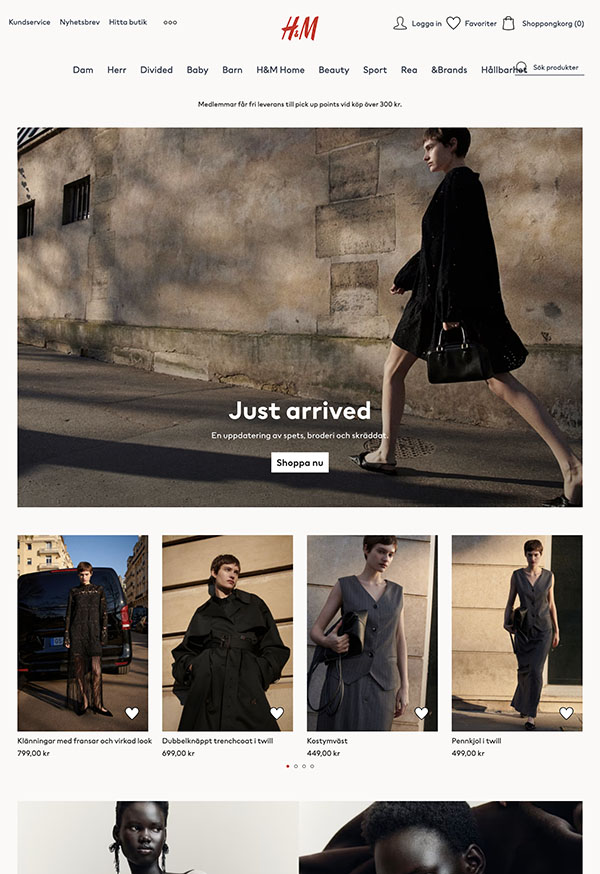 Kundservice Nyhetsbrev Hitta butik
H&M
Logga in Favoriter Shoppongkorg (0)
Dam Herr Divided Baby Barn H&M Home Beauty Sport Rea &Brands Hållbarhet
Sök produkter
Medlemmar får fri leverans till pick up points vid köp över 300 kr.
Just arrived
En uppdatering av spets, broderi och skräddat.
Shoppa nu
Klänningar med fransar och virkad look
799,00 kr
Dubbelknäppt trenchcoat i twill
699,00 kr
Kostymväst
449,00 kr
Pennkjol i twill
499,00 kr